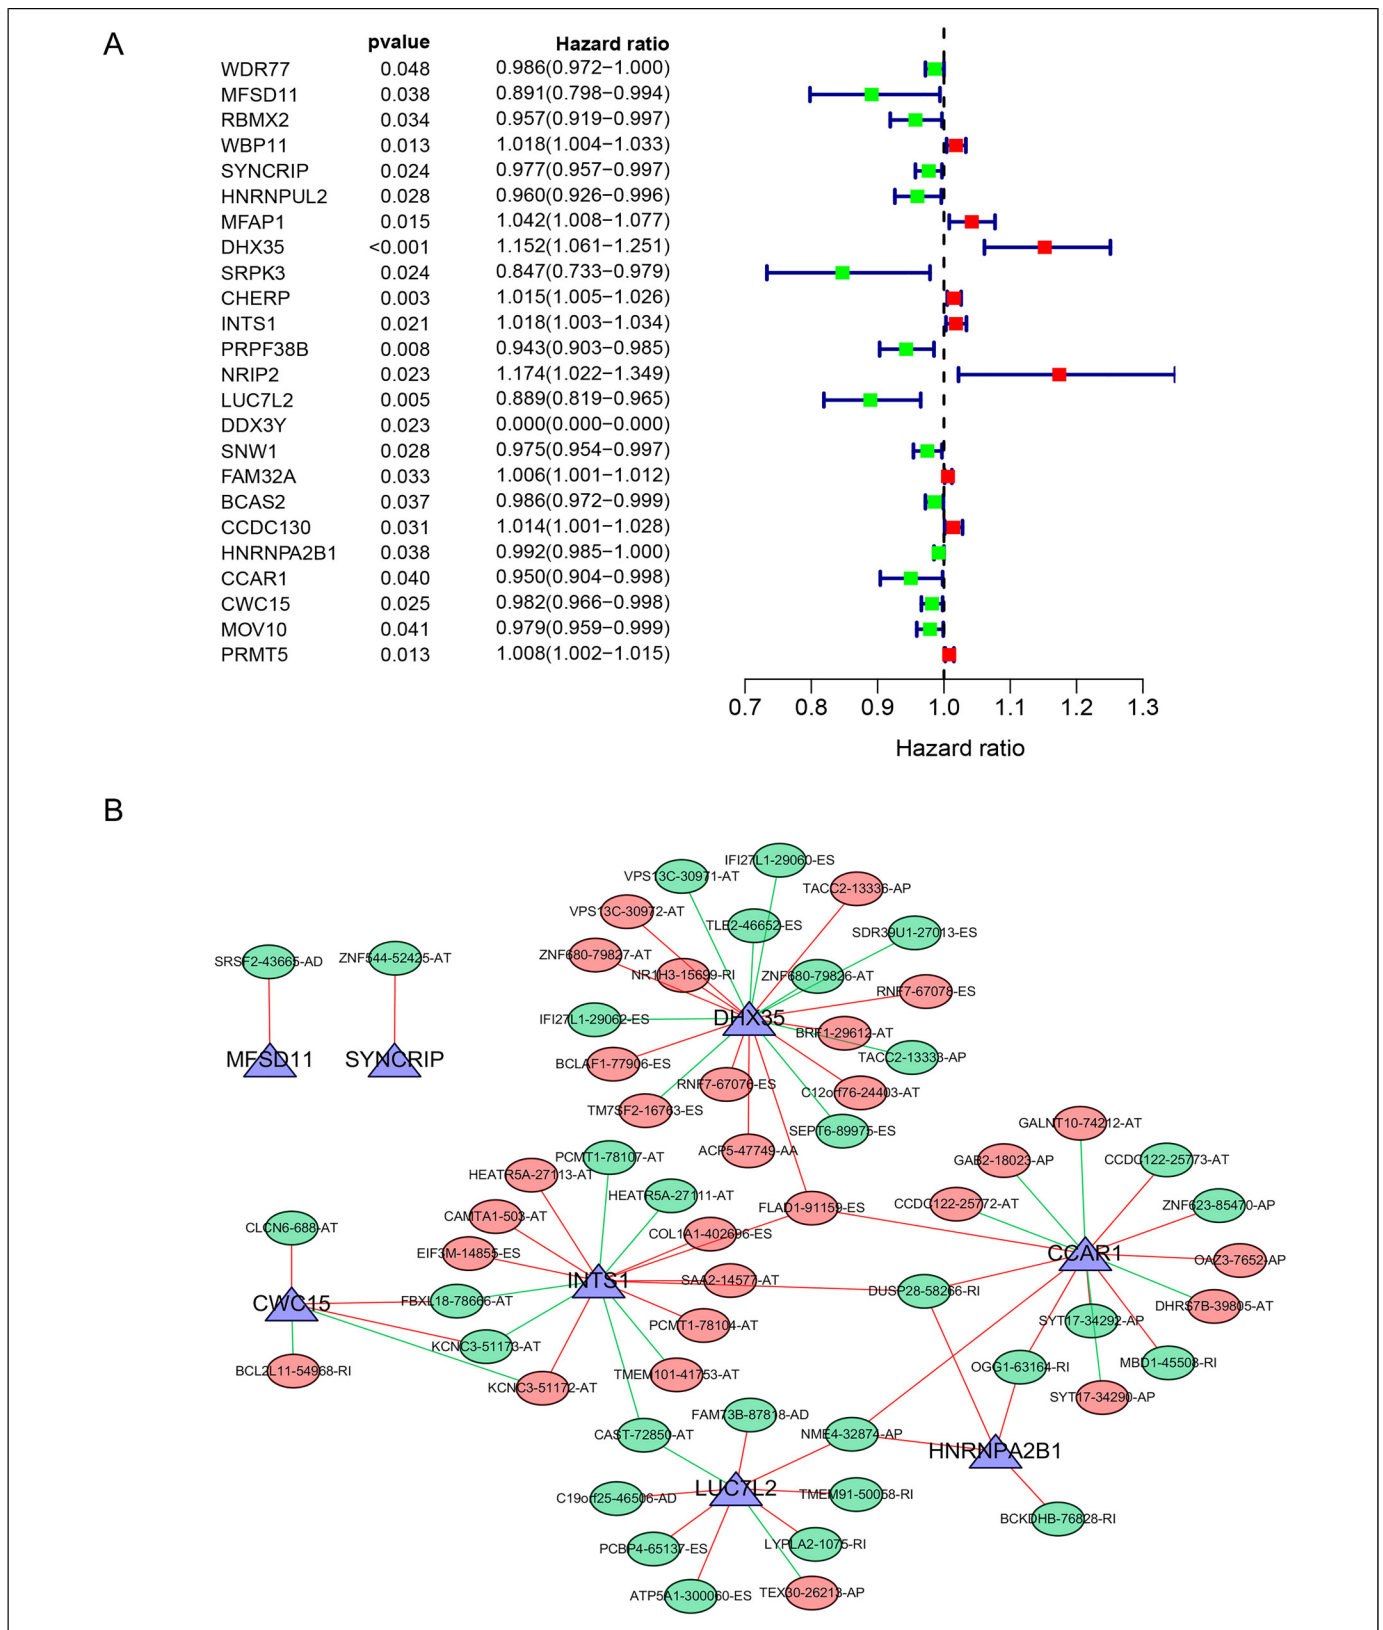 A
pvalue Hazard ratio
WDR77 0.048 0.986(0.972−1.000)
MFSD11 0.038 0.891(0.798−0.994)
RBMX2 0.034 0.957(0.919−0.997)
WBP11 0.013 1.018(1.004−1.033)
SYNCRIP 0.024 0.977(0.957−0.997)
HNRNPUL2 0.028 0.960(0.926−0.996)
MFAP1 0.015 1.042(1.008−1.077)
DHX35 <0.001 1.152(1.061−1.251)
SRPK3 0.024 0.847(0.733−0.979)
CHERP 0.003 1.015(1.005−1.026)
INTS1 0.021 1.018(1.003−1.034)
PRPF38B 0.008 0.943(0.903−0.985)
NRIP2 0.023 1.174(1.022−1.349)
LUC7L2 0.005 0.889(0.819−0.965)
DDX3Y 0.023 0.000(0.000−0.000)
SNW1 0.028 0.975(0.954−0.997)
FAM32A 0.033 1.006(1.001−1.012)
BCAS2 0.037 0.986(0.972−0.999)
CCDC130 0.031 1.014(1.001−1.028)
HNRNPA2B1 0.038 0.992(0.985−1.000)
CCAR1 0.040 0.950(0.904−0.998)
CWC15 0.025 0.982(0.966−0.998)
MOV10 0.041 0.979(0.959−0.999)
PRMT5 0.013 1.008(1.002−1.015)
0.7 0.8 0.9 1.0 1.1 1.2 1.3
Hazard ratio
B
IFI27L1-29060-ES
VPS13C-30971-AT
TACC2-13336-AP
VPS13C-30972-AT
TLE2-46652-ES
SDR39U1-27013-ES
ZNF680-79827-AT
SRSF2-43665-AD
ZNF544-52425-AT
NR1H3-15699-RI
ZNF680-79826-AT
RNF7-67078-ES
DHX35
IFI27L1-29062-ES
BRF1-29612-AT
TACC2-13333-AP
MFSD11
SYNCRIP
BCLAF1-77906-ES
RNF7-67076-ES
C12orf76-24403-AT
TM7SF2-16763-ES
SEPT6-89975-ES
GALNT10-74212-AT
ACP5-47749-AA
PCMT1-78107-AT
GAB2-18023-AP
CCDC122-25773-AT
HEATR5A-27113-AT
HEATR5A-27111-AT
FLAD1-91159-ES
CCDC122-25772-AT
ZNF623-85470-AP
CAMTA1-503-AT
CLCN6-688-AT
COL1A1-402696-ES
EIF3M-14855-ES
CCAR1
OAZ3-7652-AP
INTS1
SAA2-14577-AT
DUSP28-58266-RI
CWC15
FBXL18-78666-AT
DHRS7B-39805-AT
PCMT1-78104-AT
SYT17-34292-AP
KCNC3-51173-AT
MBD1-45508-RI
OGG1-63164-RI
BCL2L11-54968-RI
TMEM101-41753-AT
KCNC3-51172-AT
SYT17-34290-AP
FAM73B-87818-AD
CAST-72850-AT
NME4-32874-AP
HNRNPA2B1
LUC7L2
C19orf25-46506-AD
TMEM91-50058-RI
BCKDHB-76828-RI
PCBP4-65137-ES
LYPLA2-1075-RI
ATP5A1-300060-ES
TEX30-26213-AP